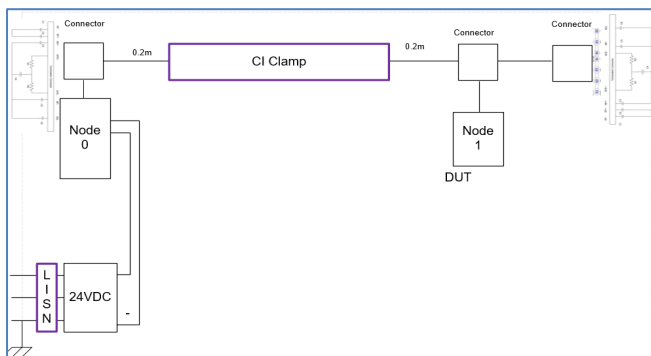 Connector
Connector
Connector
0.2m
CI Clamp
0.2m
Node
0
Node
1
DUT
L
I
S
N
24VDC
-